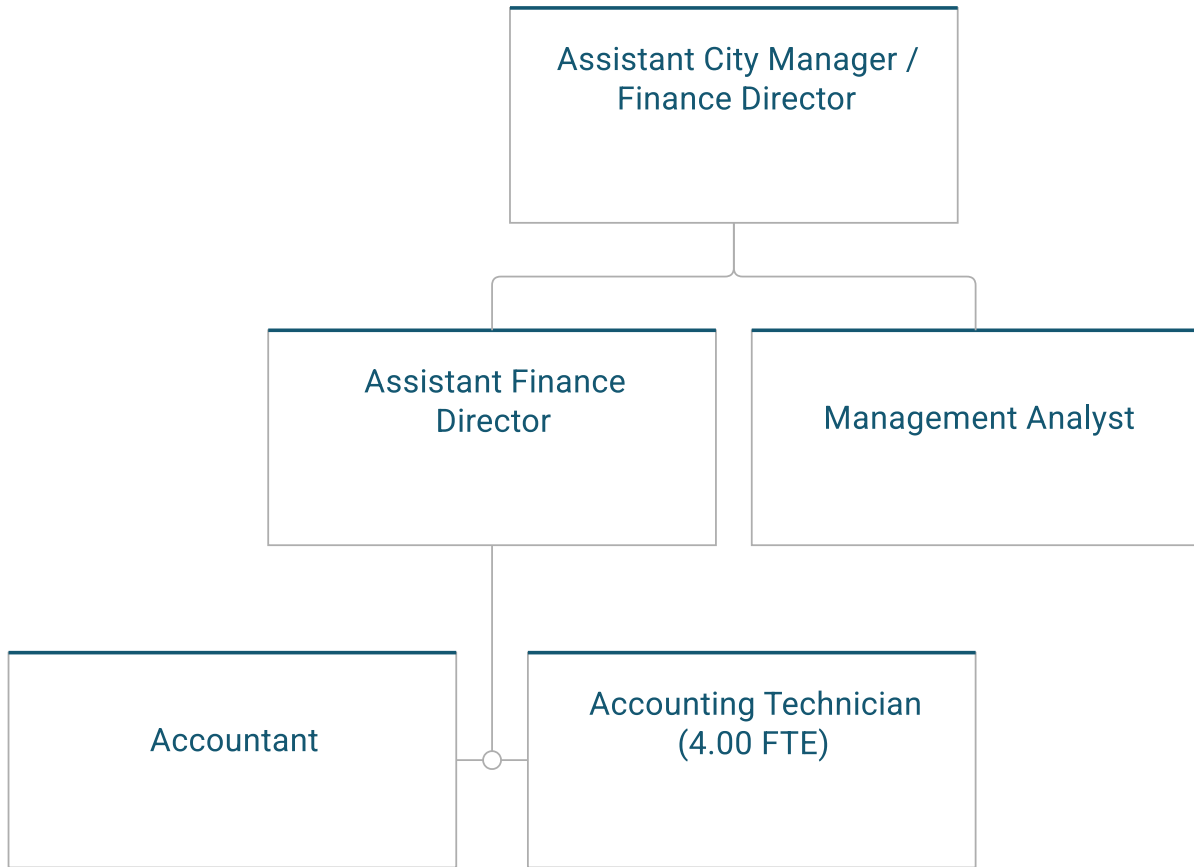 Assistant City Manager /
Finance Director
Assistant Finance
Director
Management Analyst
Accountant
Accounting Technician
(4.00 FTE)